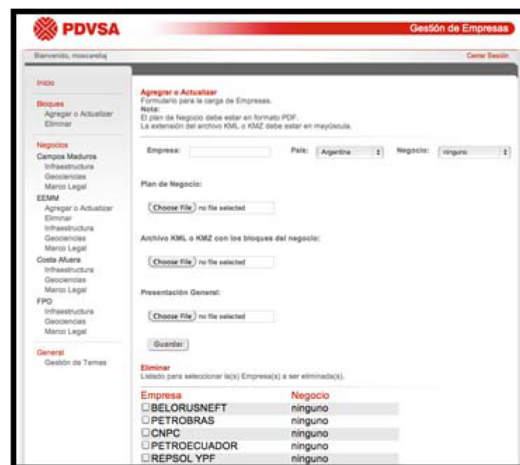 PDVSA
Gestión de Empresas
Bienvenido, moscarellaj
Cerrar Sesión
Inicio
Bloques
Agregar o Actualizar
Eliminar
Negocios
Campos Maduros
Infraestructura
Geociencias
Marco Legal
EEMM
Agregar o Actualizar
Eliminar
Infraestructura
Geociencias
Marco Legal
Costa Afuera
Infraestructura
Geociencias
Marco Legal
FPO
Infraestructura
Geociencias
Marco Legal
General
Gestión de Temas
Agregrar o Actualizar
Formulario para la carga de Empresas.
Nota:
El plan de Negocio debe estar en formato PDF.
La extensión del archivo KML o KMZ debe estar en mayúscula.
Empresa: País: Argentina Negocio: ninguno
Plan de Negocio:
Choose File no file selected
Archivo KML o KMZ con los bloques del negocio:
Choose File no file selected
Presentación General:
Choose File no file selected
Guardar
Eliminar
Listado para seleccionar la(s) Empresa(s) a ser eliminada(s).
Empresa Negocio
BELORUSNEFT ninguno
PETROBRAS ninguno
CNPC ninguno
PETROECUADOR ninguno
REPSOL YPF ninguno